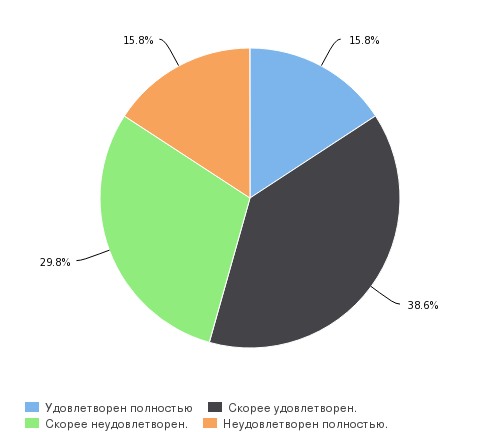 15.8% 15.8%
29.8%
38.6%
Удовлетворен полностью Скорее удовлетворен.
Скорее неудовлетворен. Неудовлетворен полностью.